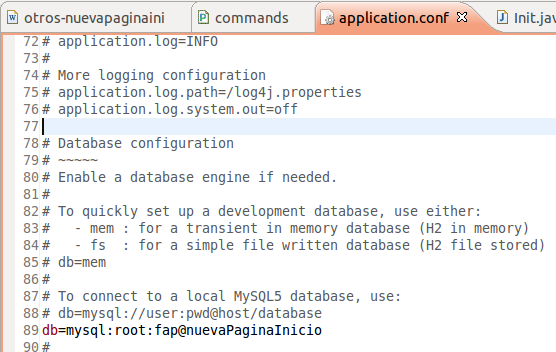 otros-nuevapaginaini commands application.conf Init.jav
72 # application.log=INFO
73 #
74 # More logging configuration
75 # application.log.path=/log4j.properties
76 # application.log.system.out=off
77
78 # Database configuration
79 # ~~~~~
80 # Enable a database engine if needed.
81 #
82 # To quickly set up a development database, use either:
83 #   - mem : for a transient in memory database (H2 in memory)
84 #   - fs  : for a simple file written database (H2 file stored)
85 # db=mem
86 #
87 # To connect to a local MySQL5 database, use:
88 # db=mysql://user:pwd@host/database
89 db=mysql:root:fap@nuevaPaginaInicio
90 #